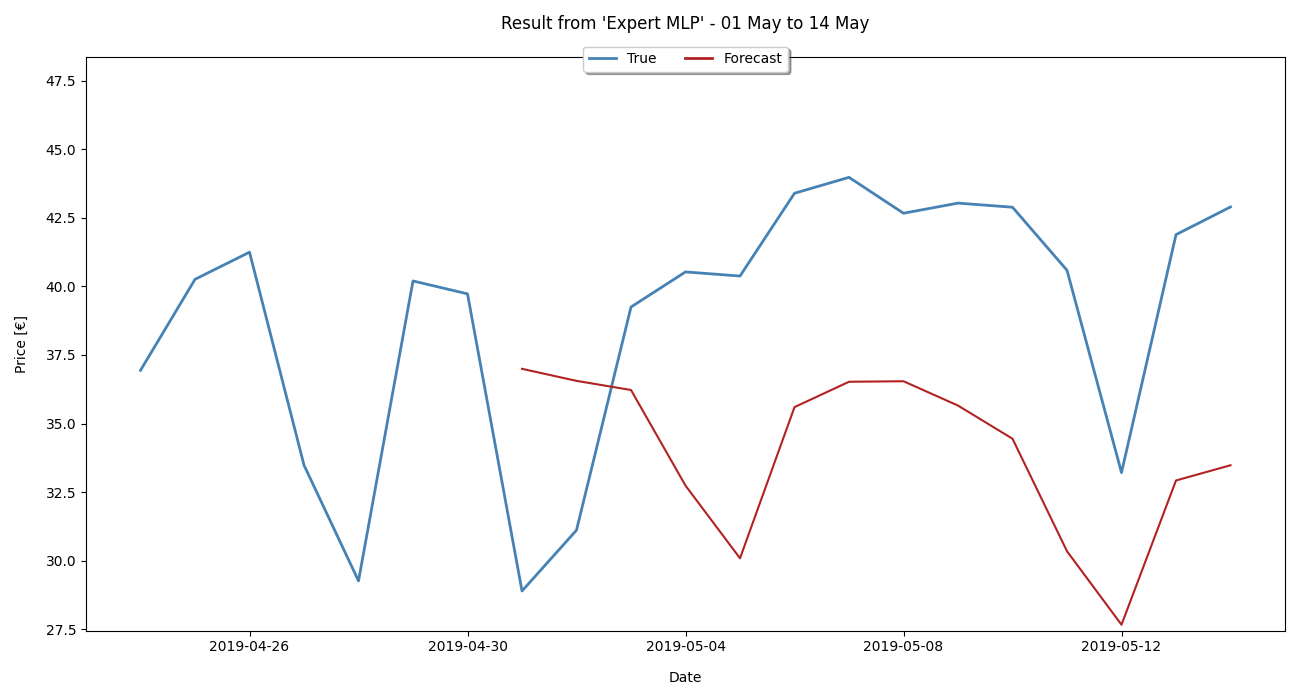 Result from 'Expert MLP' - 01 May to 14 May
True
Forecast
47.5
45.0
42.5
40.0
37.5
35.0
32.5
30.0
27.5
Price [€]
2019-04-26
2019-04-30
2019-05-04
2019-05-08
2019-05-12
Date